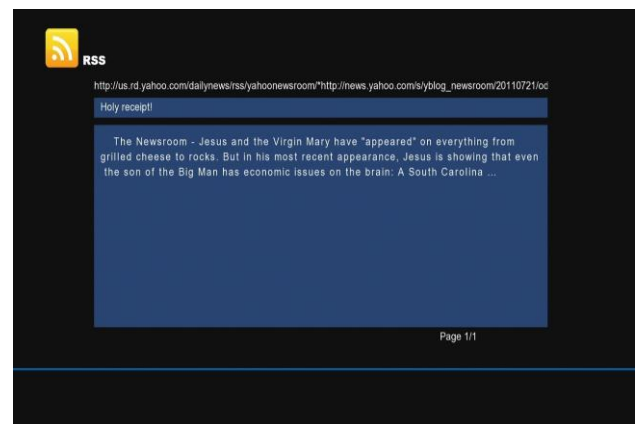 RSS
http://us.rd.yahoo.com/dailynews/rss/yahoonewsroom/*http://news.yahoo.com/s/yblog_newsroom/20110721/od
Holy receipt!
The Newsroom - Jesus and the Virgin Mary have "appeared" on everything from
grilled cheese to rocks. But in his most recent appearance, Jesus is showing that even
the son of the Big Man has economic issues on the brain: A South Carolina ...
Page 1/1